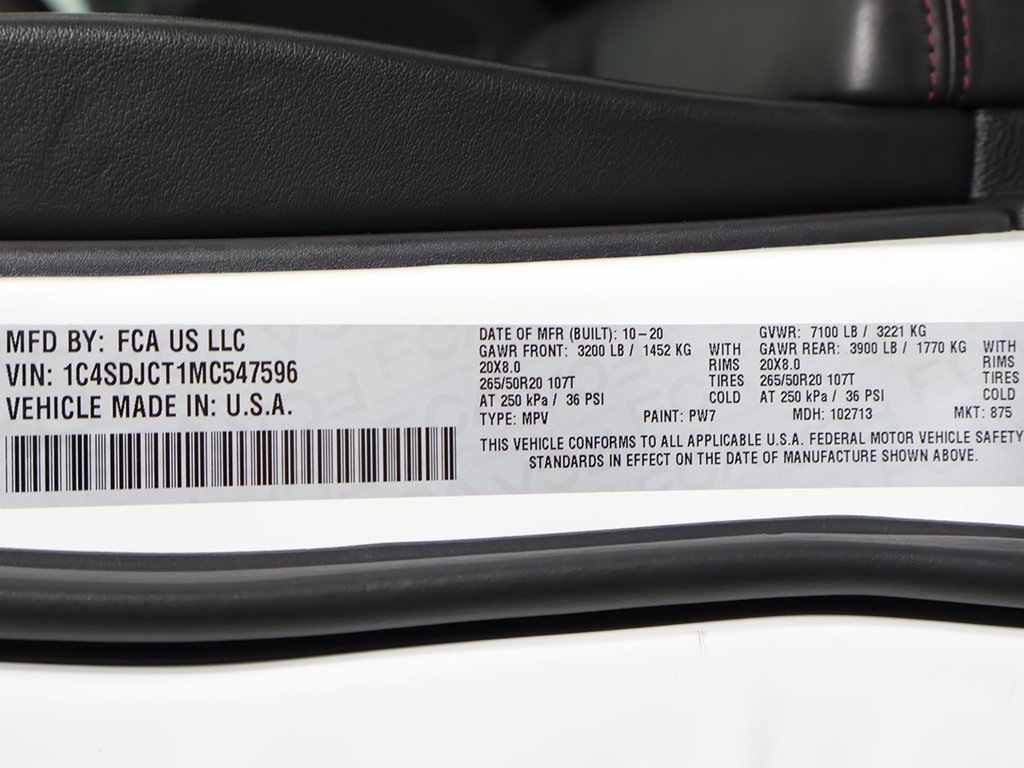 MFD BY: FCA US LLC
VIN: 1C4SDJCT1MC547596
VEHICLE MADE IN: U.S.A.
DATE OF MFR (BUILT): 10-20 GVWR: 7100 LB / 3221 KG
GAWR FRONT: 3200 LB / 1452 KG WITH GAWR REAR: 3900 LB / 1770 KG WITH
20X8.0 RIMS 20X8.0 RIMS
265/50R20 107T TIRES 265/50R20 107T TIRES
AT 250 kPa / 36 PSI COLD AT 250 kPa / 36 PSI COLD
TYPE: MPV PAINT: PW7 MDH: 102713 MKT: 875
THIS VEHICLE CONFORMS TO ALL APPLICABLE U.S.A. FEDERAL MOTOR VEHICLE SAFETY
STANDARDS IN EFFECT ON THE DATE OF MANUFACTURE SHOWN ABOVE.